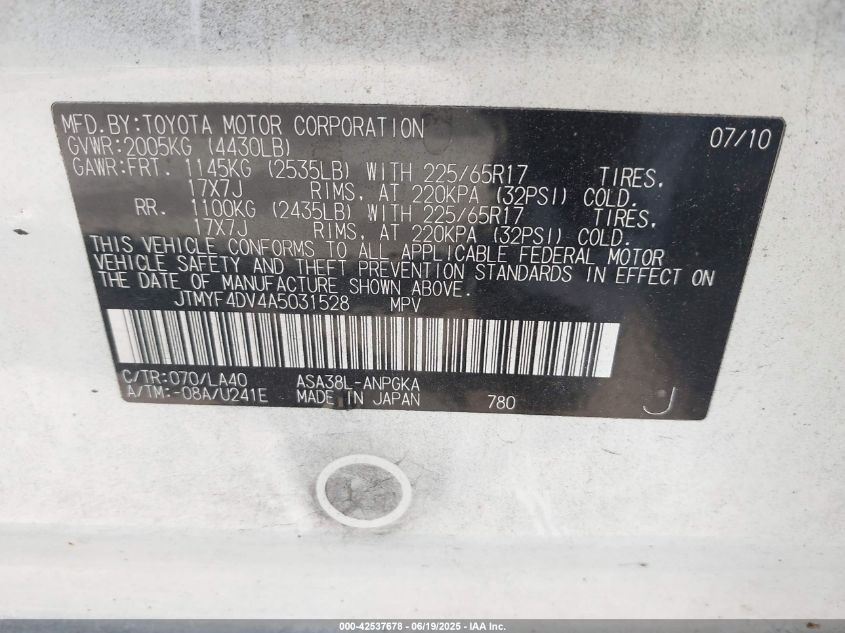 MFD.BY:TOYOTA MOTOR CORPORATION 07/10
GVWR:2005KG (4430LB)
GAWR:FRT. 1145KG (2535LB) WITH 225/65R17 TIRES,
17X7J RIMS, AT 220KPA (32PSI) COLD.
RR. 1100KG (2435LB) WITH 225/65R17 TIRES,
17X7J RIMS, AT 220KPA (32PSI) COLD.
THIS VEHICLE CONFORMS TO ALL APPLICABLE FEDERAL MOTOR
VEHICLE SAFETY AND THEFT PREVENTION STANDARDS IN EFFECT ON
THE DATE OF MANUFACTURE SHOWN ABOVE.
JTMYF4DV4A5031528 MPV
C/TR:070/LA40 ASA38L-ANPGKA
A/TM:-08A/U241E MADE IN JAPAN 780 J
000-42537678 - 06/19/2025 - IAA Inc.